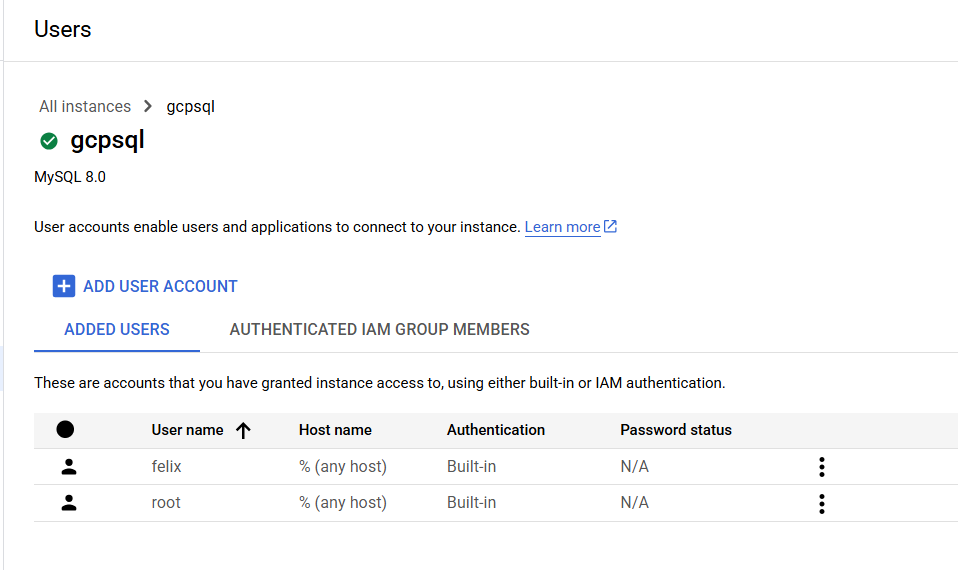 Users
All instances > gcpsql
gcpsql
MySQL 8.0
User accounts enable users and applications to connect to your instance. Learn more
ADD USER ACCOUNT
ADDED USERS AUTHENTICATED IAM GROUP MEMBERS
These are accounts that you have granted instance access to, using either built-in or IAM authentication.
User name Host name Authentication Password status
felix % (any host) Built-in N/A
root % (any host) Built-in N/A